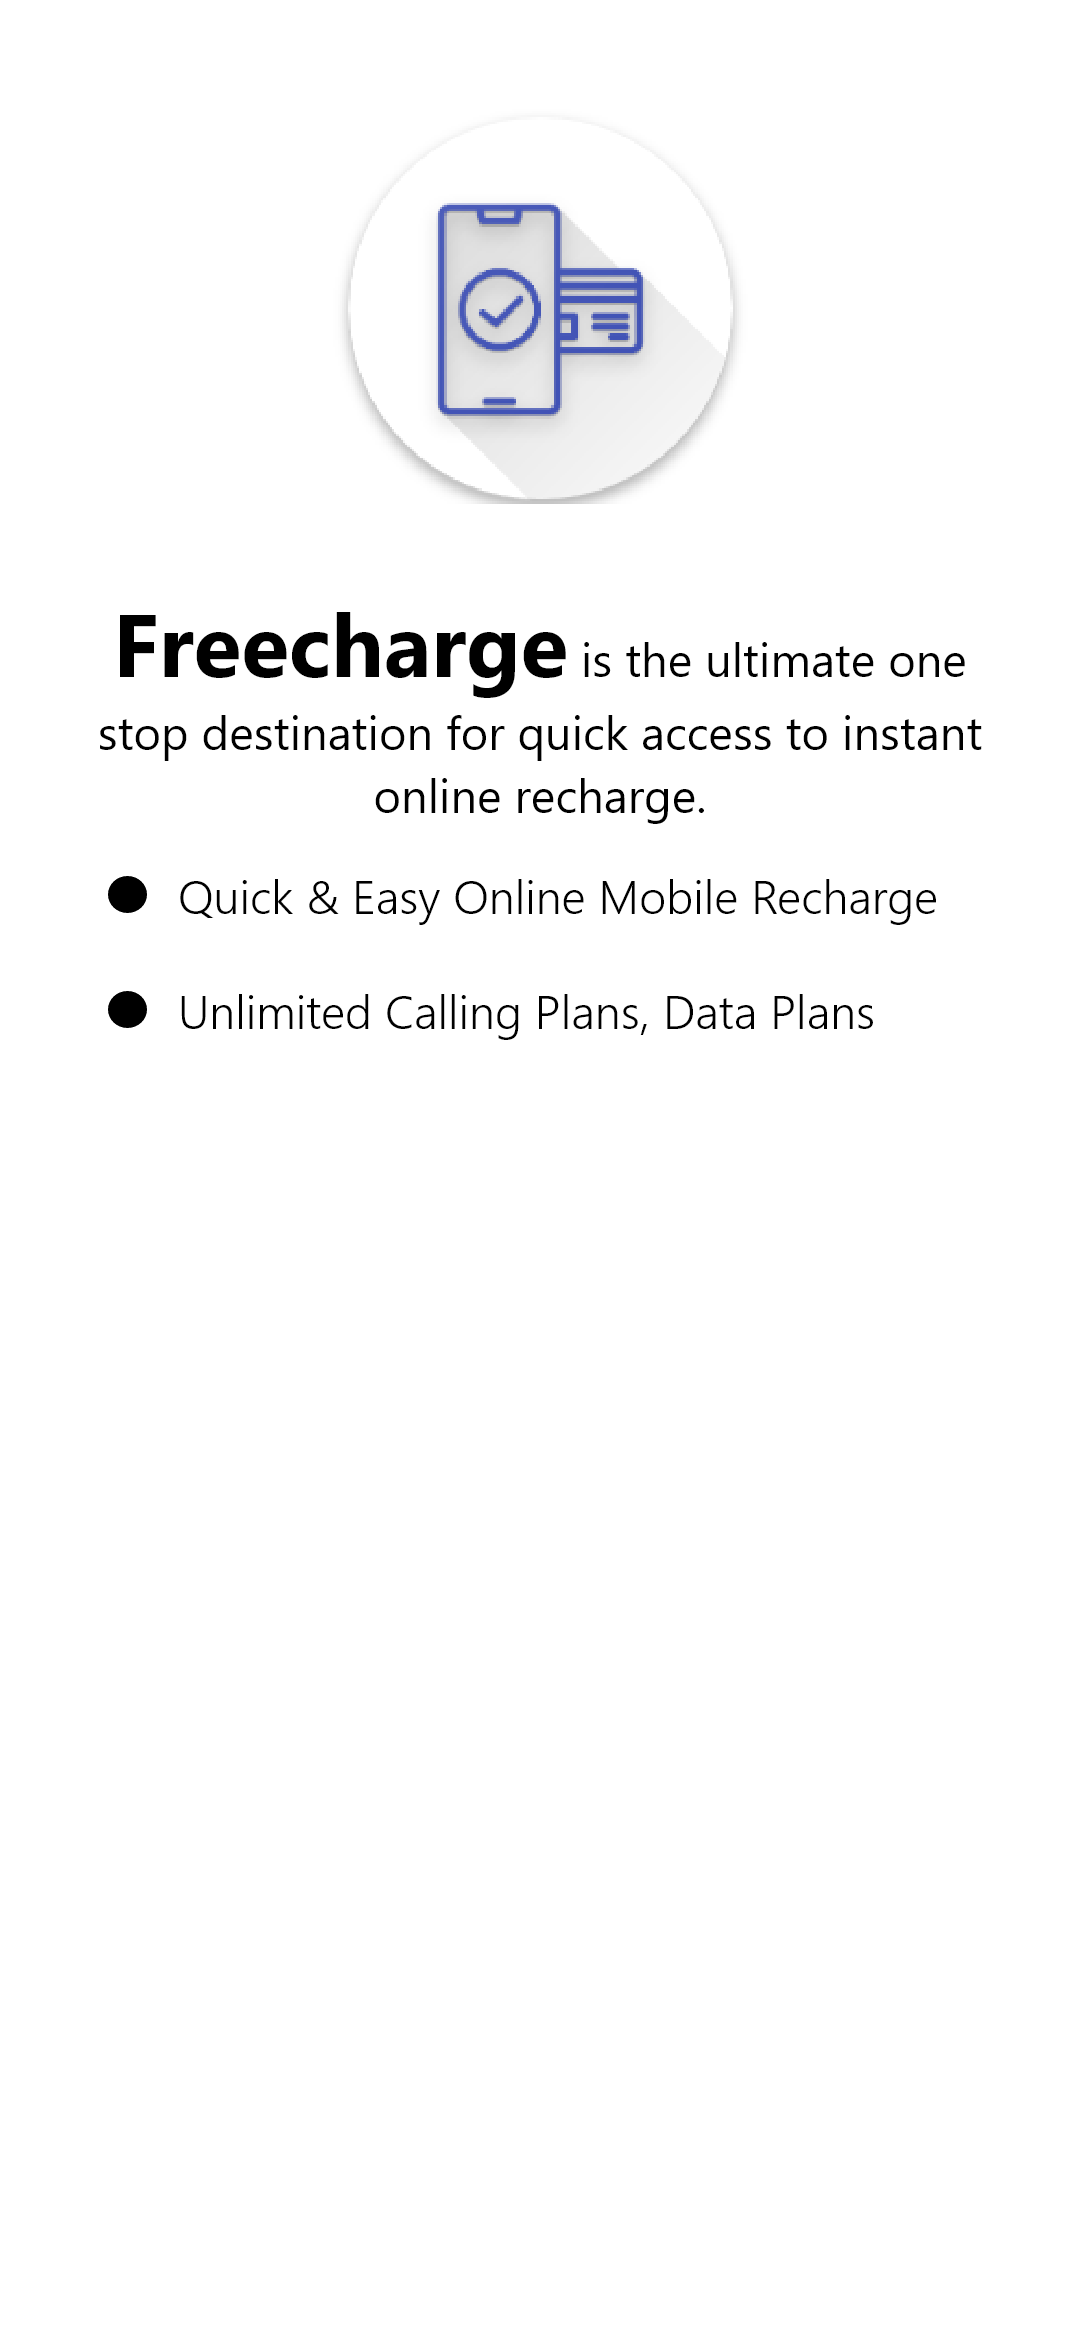 Freecharge is the ultimate one
stop destination for quick access to instant
online recharge.
● Quick & Easy Online Mobile Recharge
● Unlimited Calling Plans, Data Plans